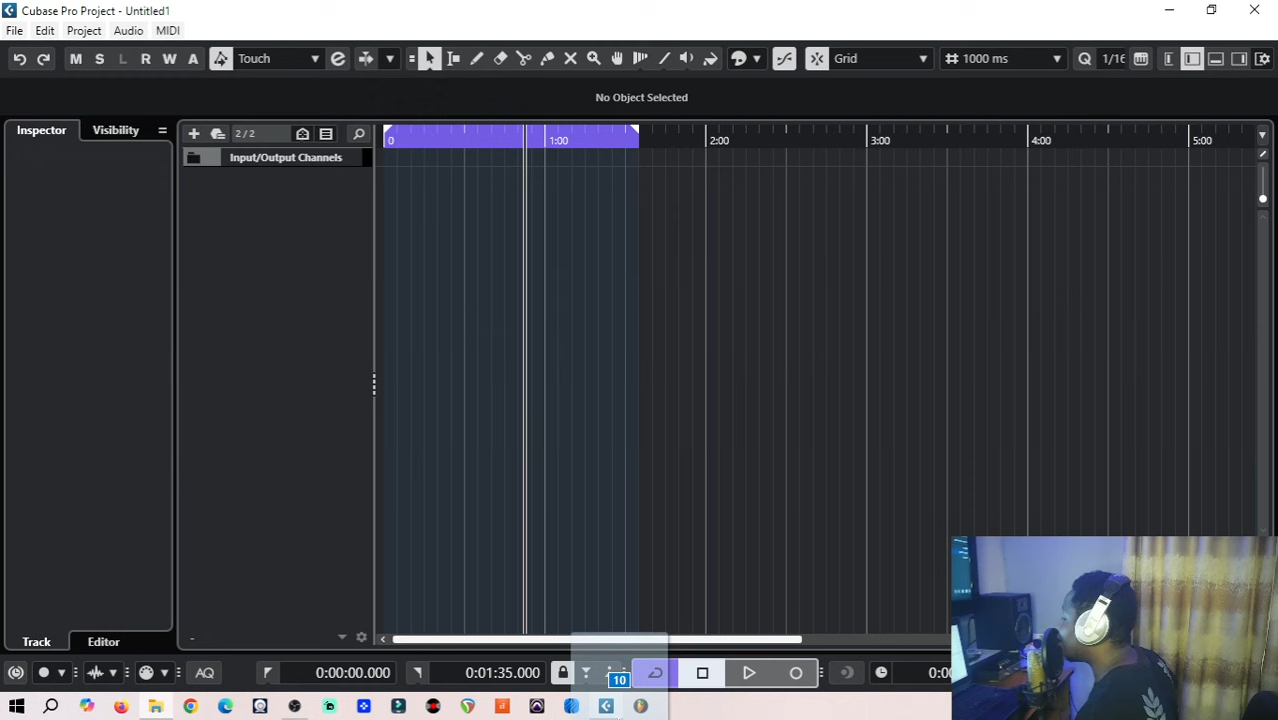 Cubase Pro Project - Untitled1
File Edit Project Audio MIDI
M S L R W A Touch Grid 1000 ms Q 1/16
No Object Selected
Inspector Visibility 2/2
0 1:00 2:00 3:00 4:00 5:00
Input/Output Channels
Track Editor
AQ 0:00:00.000 0:01:35.000 10